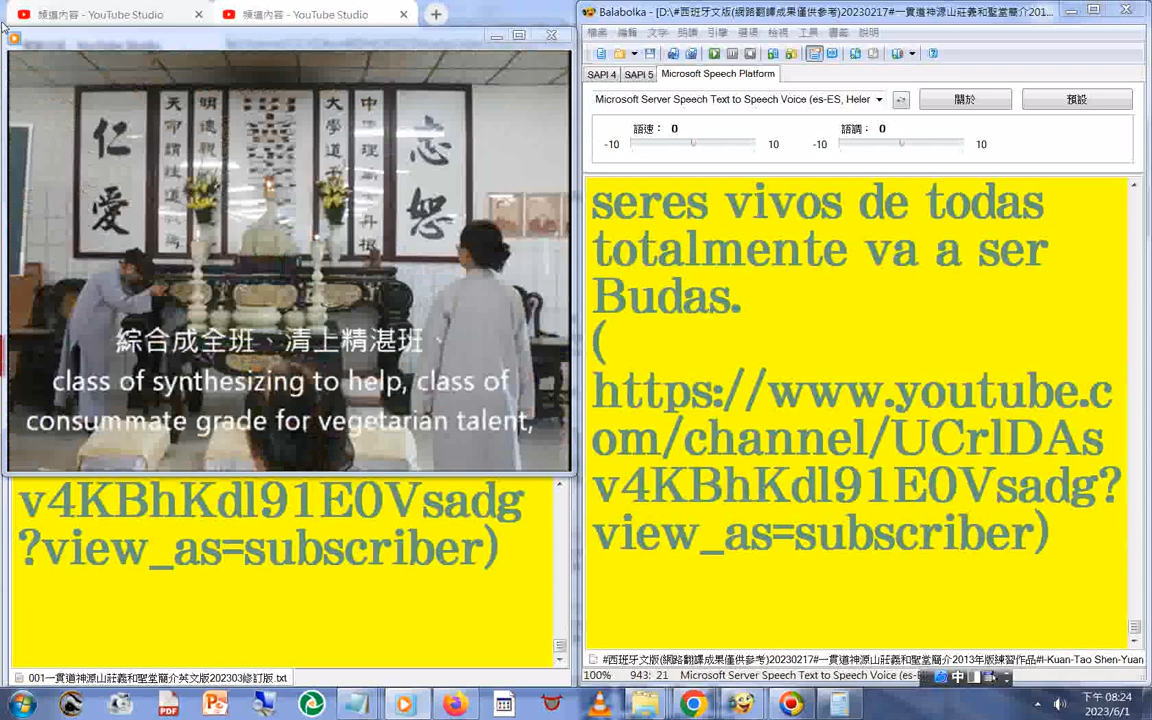 頻道內容 - YouTube Studio
頻道內容 - YouTube Studio
仁愛
天命謂性道
明德親
大學道
中
忠恕
綜合成全班、清上精湛班、
class of synthesizing to help, class of
consummate grade for vegetarian talent,
v4KBhKdl91E0Vsadg
?view_as=subscriber)
001一貫道神源山莊義和聖堂簡介英文版202303修訂版.txt
Balabolka - [D:\#西班牙文版(網路翻譯成果僅供參考)20230217#一貫道神源山莊義和聖堂簡介201...
檔案 編輯 文字 朗讀 引擎 選項 檢視 工具 書籤 說明
SAPI 4 SAPI 5 Microsoft Speech Platform
Microsoft Server Speech Text to Speech Voice (es-ES, Heler
關於
預設
語速： 0
語調： 0
-10 10
-10 10
seres vivos de todas
totalmente va a ser
Budas.
(
https://www.youtube.c
om/channel/UCrlDAs
v4KBhKdl91E0Vsadg?
view_as=subscriber)
#西班牙文版(網路翻譯成果僅供參考)20230217#一貫道神源山莊義和聖堂簡介2013年版練習作品#I-Kuan-Tao Shen-Yuan
100% 943: 21 Microsoft Server Speech Text to Speech Voice (es-E
中
下午 08:24
2023/6/1